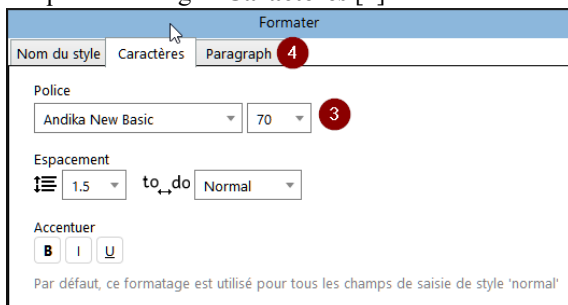 Formater
Nom du style Caractères Paragraph 4
Police
Andika New Basic 70 3
Espacement
1.5 to do Normal
Accentuer
B I U
Par défaut, ce formatage est utilisé pour tous les champs de saisie de style 'normal'